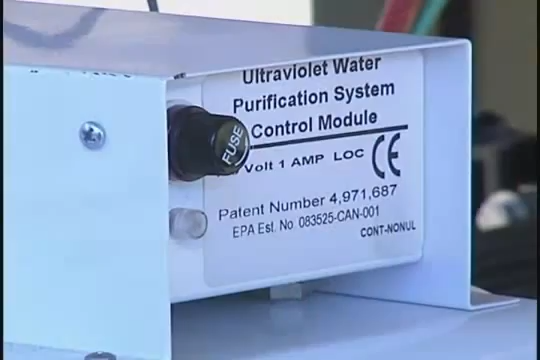 Ultraviolet Water
Purification System
Control Module
FUSE
Volt 1 AMP LOC CE
Patent Number 4,971,687
EPA Est. No 083525-CAN-001
CONT-NONUL